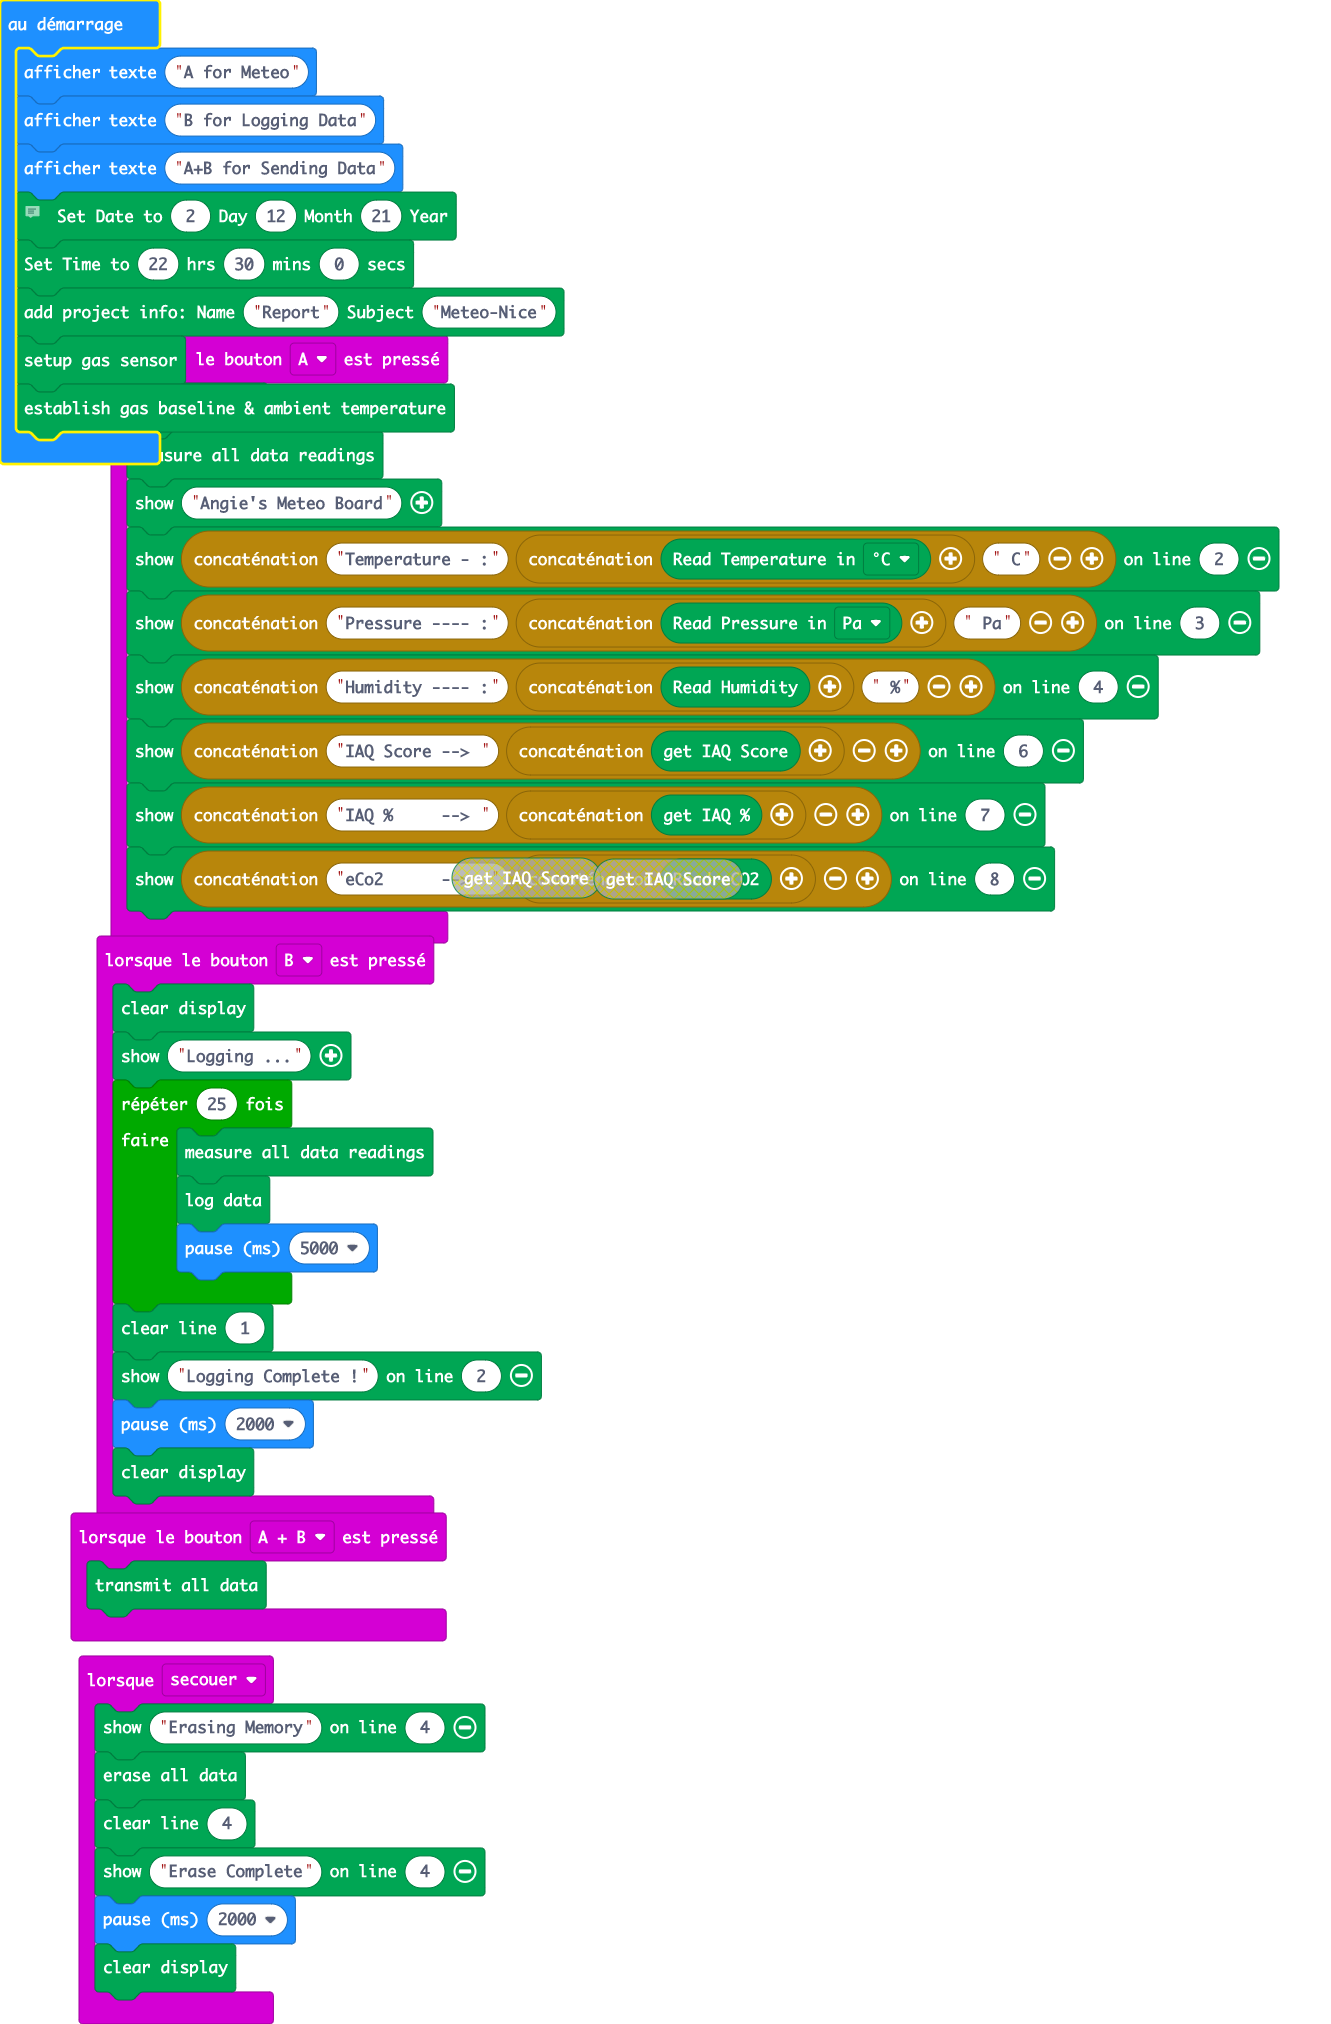 au démarrage
afficher texte "A for Meteo"
afficher texte "B for Logging Data"
afficher texte "A+B for Sending Data"
Set Date to 2 Day 12 Month 21 Year
Set Time to 22 hrs 30 mins 0 secs
add project info: Name "Report" Subject "Meteo-Nice"
setup gas sensor le bouton A est pressé
establish gas baseline & ambient temperature
all data readings
show "Angie's Meteo Board"
show concaténation "Temperature - :" concaténation Read Temperature in °C " C" on line 2
show concaténation "Pressure ---- :" concaténation Read Pressure in Pa " Pa" on line 3
show concaténation "Humidity ---- :" concaténation Read Humidity " %" on line 4
show concaténation "IAQ Score --> " concaténation get IAQ Score on line 6
show concaténation "IAQ %     --> " concaténation get IAQ % on line 7
show concaténation "eCo2 get IAQ Score get IAQ Score on line 8
lorsque le bouton B est pressé
clear display
show "Logging ..."
répéter 25 fois
faire
measure all data readings
log data
pause (ms) 5000
clear line 1
show "Logging Complete !" on line 2
pause (ms) 2000
clear display
lorsque le bouton A + B est pressé
transmit all data
lorsque secouer
show "Erasing Memory" on line 4
erase all data
clear line 4
show "Erase Complete" on line 4
pause (ms) 2000
clear display